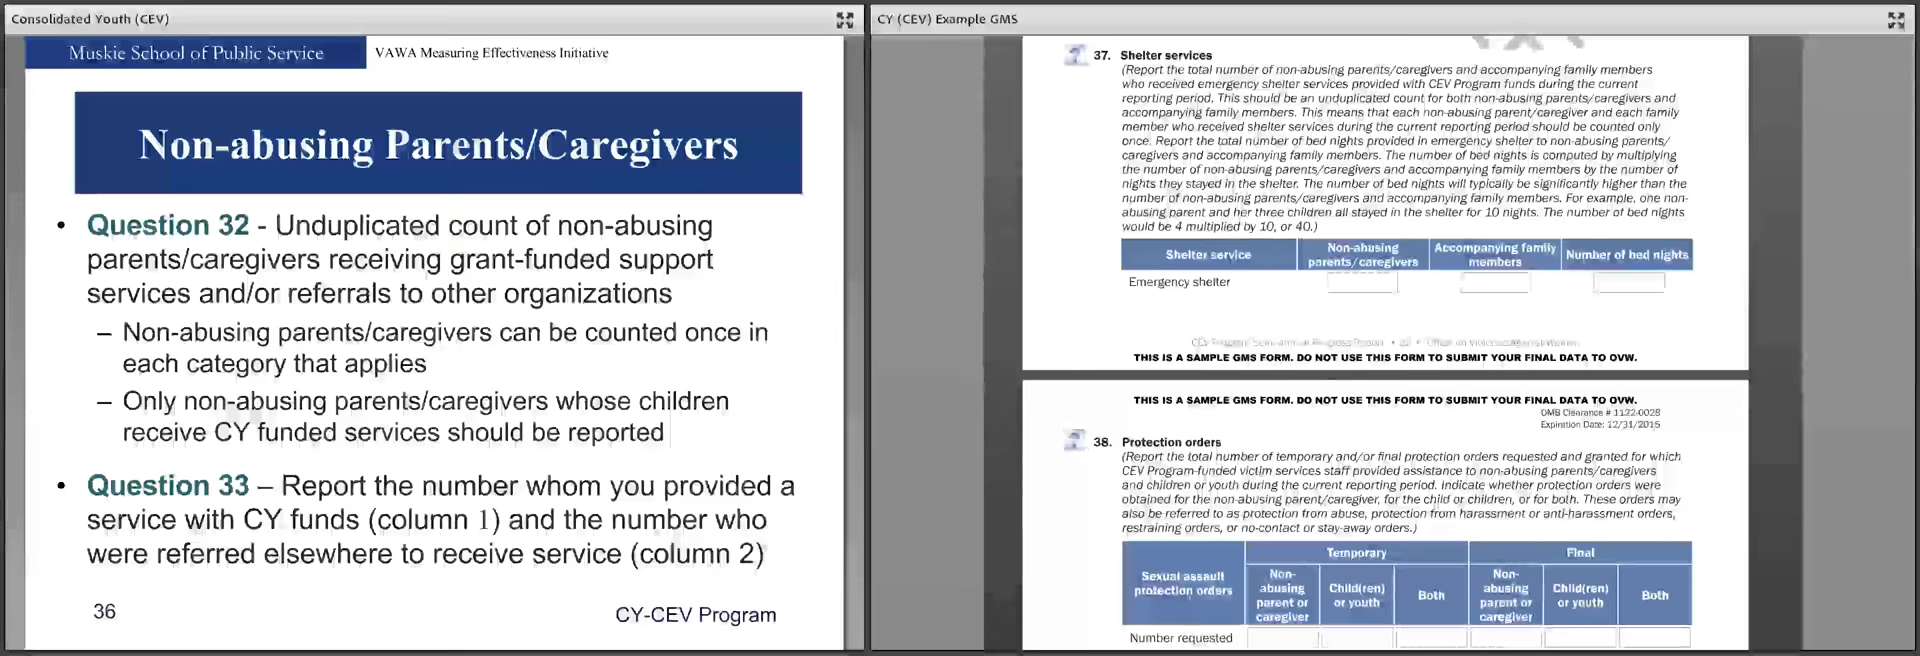 Consolidated Youth (CEV)
Muskie School of Public Service
VAWA Measuring Effectiveness Initiative
Non-abusing Parents/Caregivers
• Question 32 - Unduplicated count of non-abusing
parents/caregivers receiving grant-funded support
services and/or referrals to other organizations
– Non-abusing parents/caregivers can be counted once in
each category that applies
– Only non-abusing parents/caregivers whose children
receive CY funded services should be reported
• Question 33 – Report the number whom you provided a
service with CY funds (column 1) and the number who
were referred elsewhere to receive service (column 2)
36
CY-CEV Program
CY (CEV) Example GMS
37. Shelter services
(Report the total number of non-abusing parents/caregivers and accompanying family members
who received emergency shelter services provided with CEV Program funds during the current
reporting period. This should be an unduplicated count for both non-abusing parents/caregivers and
accompanying family members. This means that each non-abusing parent/caregiver and each family
member who received shelter services during the current reporting period should be counted only
once. Report the total number of bed nights provided in emergency shelter to non-abusing parents/
caregivers and accompanying family members. The number of bed nights is computed by multiplying
the number of non-abusing parents/caregivers and accompanying family members by the number of
nights they stayed in the shelter. The number of bed nights will typically be significantly higher than the
number of non-abusing parents/caregivers and accompanying family members. For example, one non-
abusing parent and her three children all stayed in the shelter for 10 nights. The number of bed nights
would be 4 multiplied by 10, or 40.)
Shelter service
Non-abusing
parents/caregivers
Accompanying family
members
Number of bed nights
Emergency shelter
CEV Program Semi-annual Progress Report • • Office on Violence Against Women
THIS IS A SAMPLE GMS FORM. DO NOT USE THIS FORM TO SUBMIT YOUR FINAL DATA TO OVW.
THIS IS A SAMPLE GMS FORM. DO NOT USE THIS FORM TO SUBMIT YOUR FINAL DATA TO OVW.
OMB Clearance # 1122-0028
Expiration Date: 12/31/2015
38. Protection orders
(Report the total number of temporary and/or final protection orders requested and granted for which
CEV Program-funded victim services staff provided assistance to non-abusing parents/caregivers
and children or youth during the current reporting period. Indicate whether protection orders were
obtained for the non-abusing parent/caregiver, for the child or children, or for both. These orders may
also be referred to as protection from abuse, protection from harassment or anti-harassment orders,
restraining orders, or no-contact or stay-away orders.)
Sexual assault
protection orders
Temporary
Final
Non-
abusing
parent or
caregiver
Child(ren)
or youth
Both
Non-
abusing
parent or
caregiver
Child(ren)
or youth
Both
Number requested